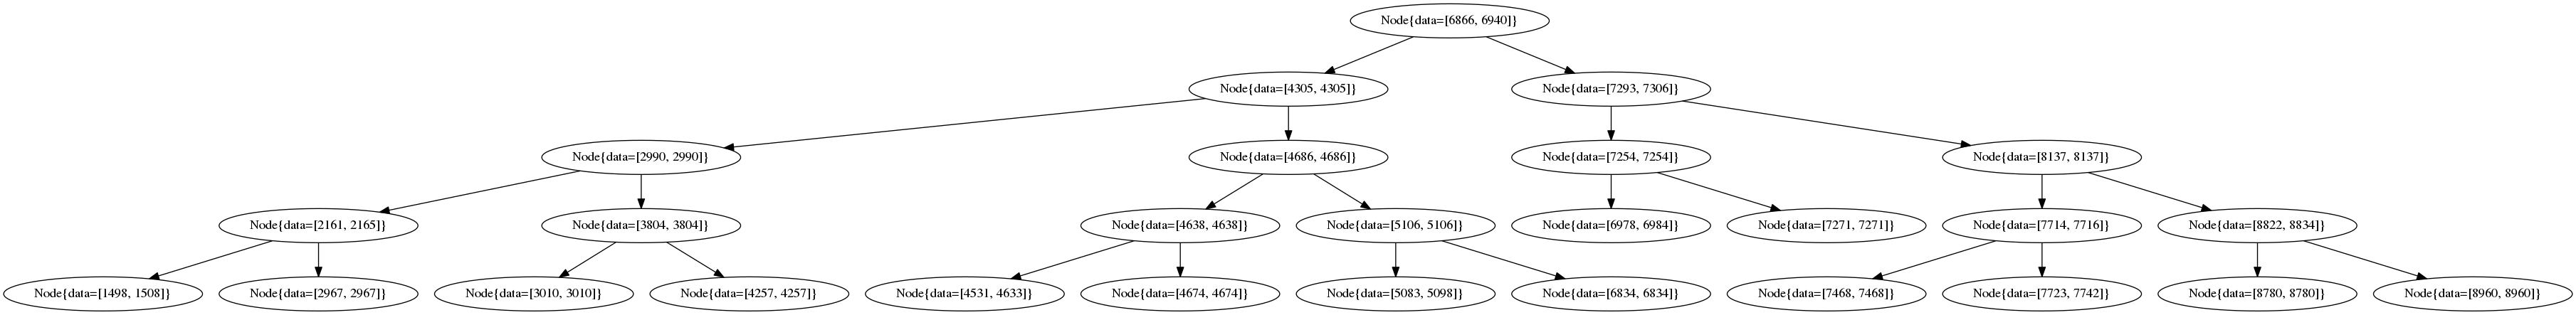 Node{data=[6866, 6940]}
Node{data=[4305, 4305]}
Node{data=[7293, 7306]}
Node{data=[2990, 2990]}
Node{data=[4686, 4686]}
Node{data=[7254, 7254]}
Node{data=[8137, 8137]}
Node{data=[2161, 2165]}
Node{data=[3804, 3804]}
Node{data=[4638, 4638]}
Node{data=[5106, 5106]}
Node{data=[6978, 6984]}
Node{data=[7271, 7271]}
Node{data=[7714, 7716]}
Node{data=[8822, 8834]}
Node{data=[1498, 1508]}
Node{data=[2967, 2967]}
Node{data=[3010, 3010]}
Node{data=[4257, 4257]}
Node{data=[4531, 4633]}
Node{data=[4674, 4674]}
Node{data=[5083, 5098]}
Node{data=[6834, 6834]}
Node{data=[7468, 7468]}
Node{data=[7723, 7742]}
Node{data=[8780, 8780]}
Node{data=[8960, 8960]}